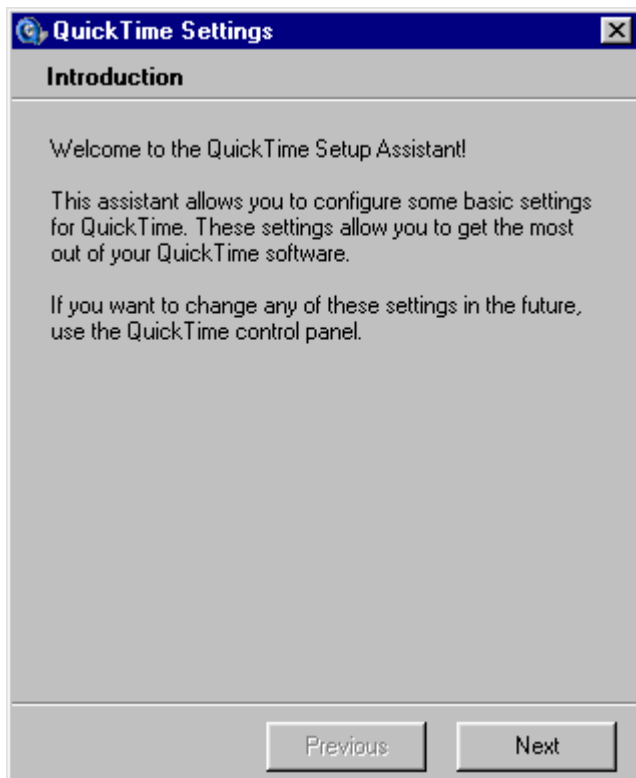 QuickTime Settings
Introduction
Welcome to the QuickTime Setup Assistant!
This assistant allows you to configure some basic settings
for QuickTime. These settings allow you to get the most
out of your QuickTime software.
If you want to change any of these settings in the future,
use the QuickTime control panel.
Previous
Next